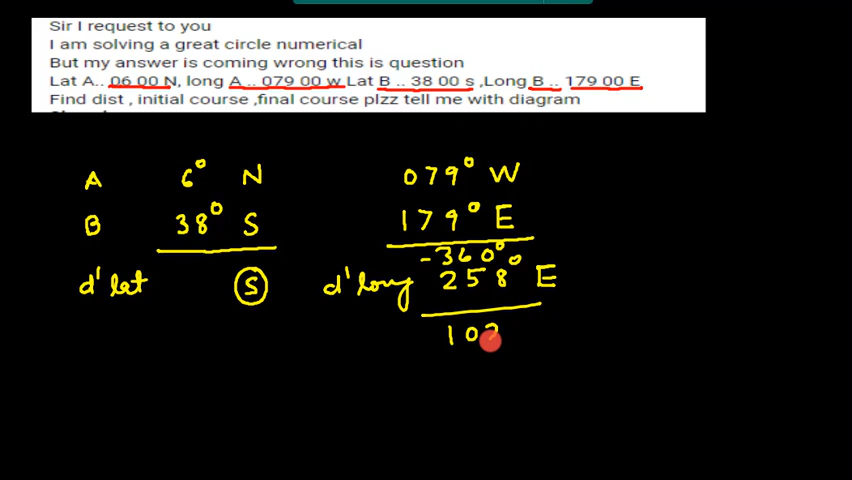 Sir I request to you
I am solving a great circle numerical
But my answer is coming wrong this is question
Lat A.. 06 00 N, long A .. 079 00 w Lat B .. 38 00 s ,Long B .. 179 00 E
Find dist , initial course ,final course plzz tell me with diagram
A 6° N 079° W
B 38° S 179° E
-360°
d'lat S d'long 258° E
10